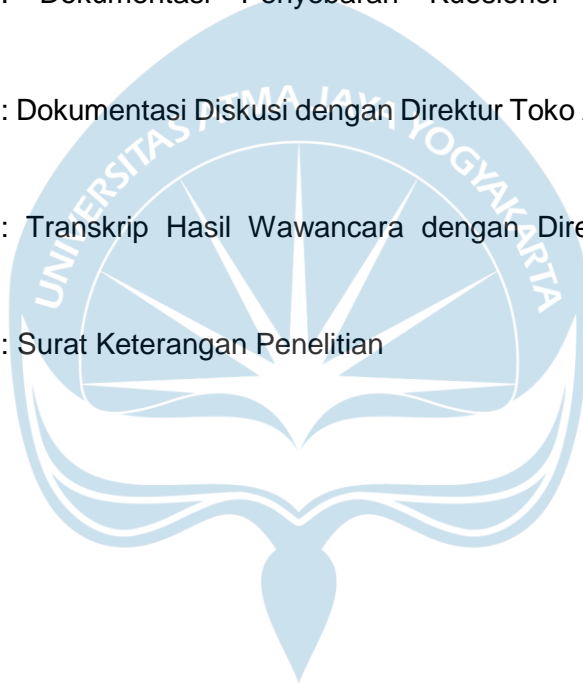 : Dokumentasi Penyebaran Kuesioner
: Dokumentasi Diskusi dengan Direktur Toko
UNIVERSITAS ATMA JAYA YOGYAKARTA
: Transkrip Hasil Wawancara dengan
: Surat Keterangan Penelitian